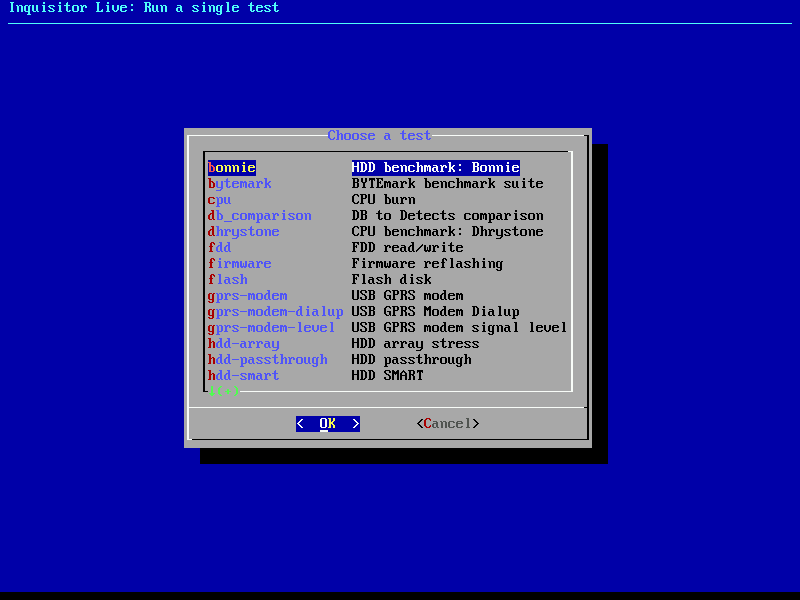 Inquisitor Live: Run a single test
Choose a test
bonnie HDD benchmark: Bonnie
bytemark BYTEmark benchmark suite
cpu CPU burn
db_comparison DB to Detects comparison
dhrystone CPU benchmark: Dhrystone
fdd FDD read/write
firmware Firmware reflashing
flash Flash disk
gprs-modem USB GPRS modem
gprs-modem-dialup USB GPRS Modem Dialup
gprs-modem-level USB GPRS modem signal level
hdd-array HDD array stress
hdd-passthrough HDD passthrough
hdd-smart HDD SMART
↓(+)
< OK > <Cancel>